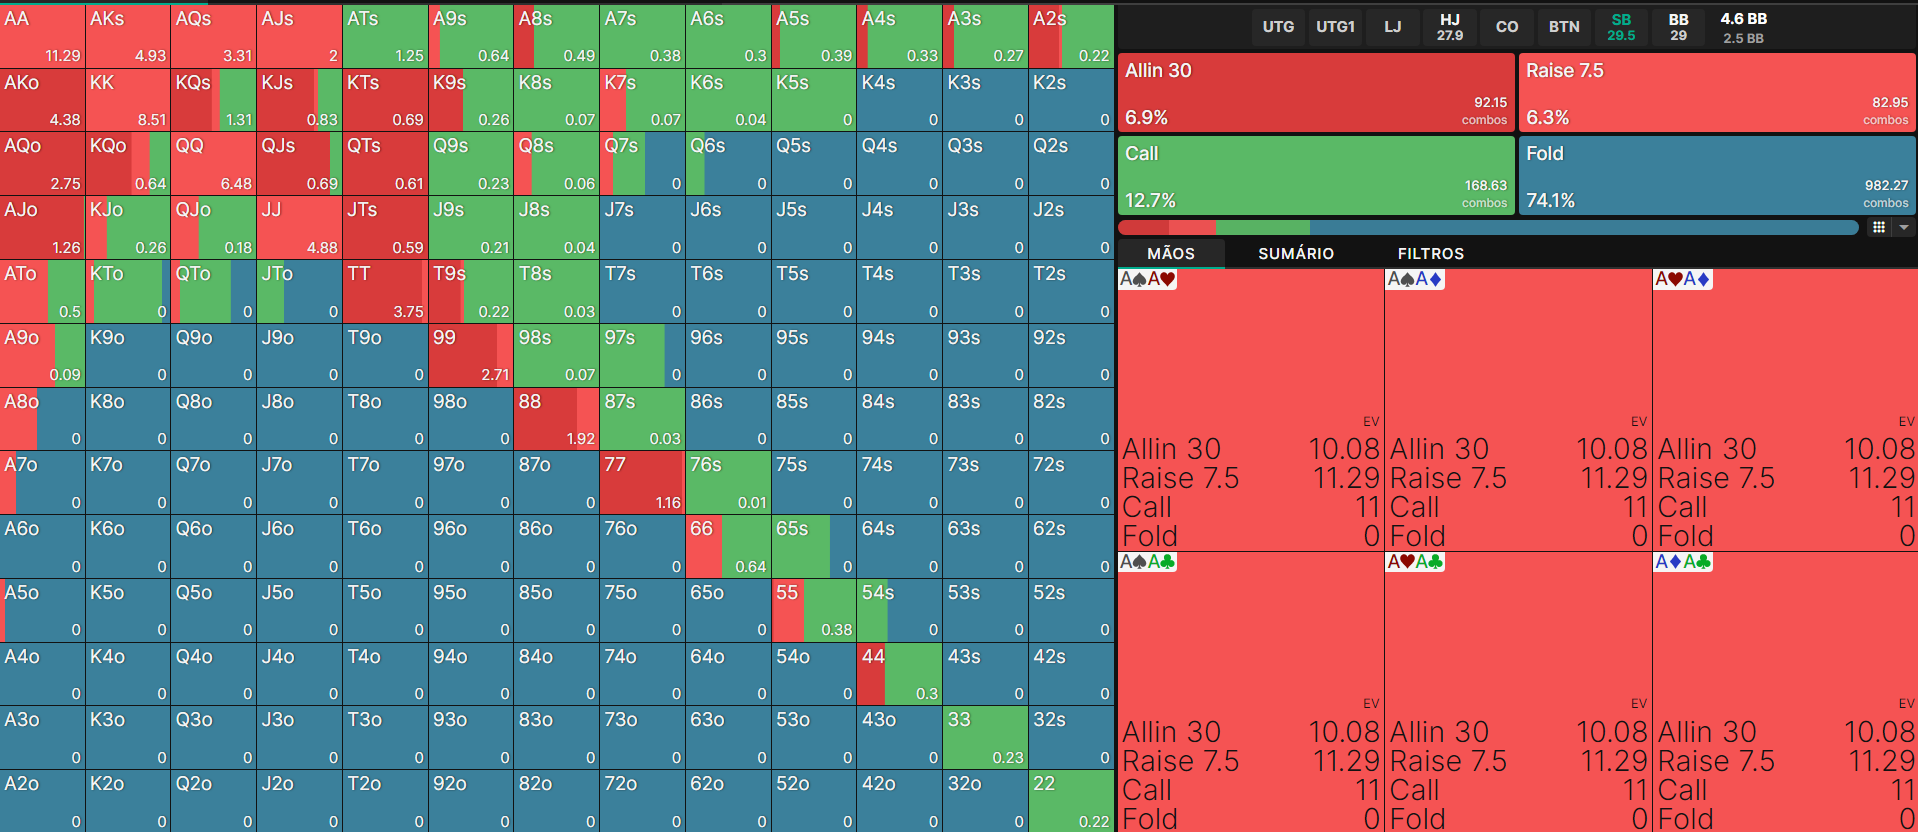 UTG UTG1 LJ HJ 27.9 CO BTN SB 29.5 BB 29 4.6 BB 2.5 BB
AA AKs AQs AJs ATs A9s A8s A7s A6s A5s A4s A3s A2s
11.29 4.93 3.31 2 1.25 0.64 0.49 0.38 0.3 0.39 0.33 0.27 0.22
AKo KK KQs KJs KTs K9s K8s K7s K6s K5s K4s K3s K2s
4.38 8.51 1.31 0.83 0.69 0.26 0.07 0.07 0.04 0 0 0 0
AQo KQo QQ QJs QTs Q9s Q8s Q7s Q6s Q5s Q4s Q3s Q2s
2.75 0.64 6.48 0.69 0.61 0.23 0.06 0 0 0 0 0 0
AJo KJo QJo JJ JTs J9s J8s J7s J6s J5s J4s J3s J2s
1.26 0.26 0.18 4.88 0.59 0.21 0.04 0 0 0 0 0 0
ATo KTo QTo JTo TT T9s T8s T7s T6s T5s T4s T3s T2s
0.5 0 0 0 3.75 0.22 0.03 0 0 0 0 0 0
A9o K9o Q9o J9o T9o 99 98s 97s 96s 95s 94s 93s 92s
0.09 0 0 0 0 2.71 0.07 0 0 0 0 0 0
A8o K8o Q8o J8o T8o 98o 88 87s 86s 85s 84s 83s 82s
0 0 0 0 0 0 1.92 0.03 0 0 0 0 0
A7o K7o Q7o J7o T7o 97o 87o 77 76s 75s 74s 73s 72s
0 0 0 0 0 0 0 1.16 0.01 0 0 0 0
A6o K6o Q6o J6o T6o 96o 86o 76o 66 65s 64s 63s 62s
0 0 0 0 0 0 0 0 0.64 0 0 0 0
A5o K5o Q5o J5o T5o 95o 85o 75o 65o 55 54s 53s 52s
0 0 0 0 0 0 0 0 0 0.38 0 0 0
A4o K4o Q4o J4o T4o 94o 84o 74o 64o 54o 44 43s 42s
0 0 0 0 0 0 0 0 0 0 0.3 0 0
A3o K3o Q3o J3o T3o 93o 83o 73o 63o 53o 43o 33 32s
0 0 0 0 0 0 0 0 0 0 0 0.23 0
A2o K2o Q2o J2o T2o 92o 82o 72o 62o 52o 42o 32o 22
0 0 0 0 0 0 0 0 0 0 0 0 0.22
Allin 30
92.15
6.9% combos
Raise 7.5
82.95
6.3% combos
Call
168.63
12.7% combos
Fold
982.27
74.1% combos
MÃOS SUMÁRIO FILTROS
A♠A♥ A♠A♦ A♥A♦
EV EV EV
Allin 30 10.08 Allin 30 10.08 Allin 30 10.08
Raise 7.5 11.29 Raise 7.5 11.29 Raise 7.5 11.29
Call 11 Call 11 Call 11
Fold 0 Fold 0 Fold 0
A♠A♣ A♥A♣ A♦A♣
EV EV EV
Allin 30 10.08 Allin 30 10.08 Allin 30 10.08
Raise 7.5 11.29 Raise 7.5 11.29 Raise 7.5 11.29
Call 11 Call 11 Call 11
Fold 0 Fold 0 Fold 0